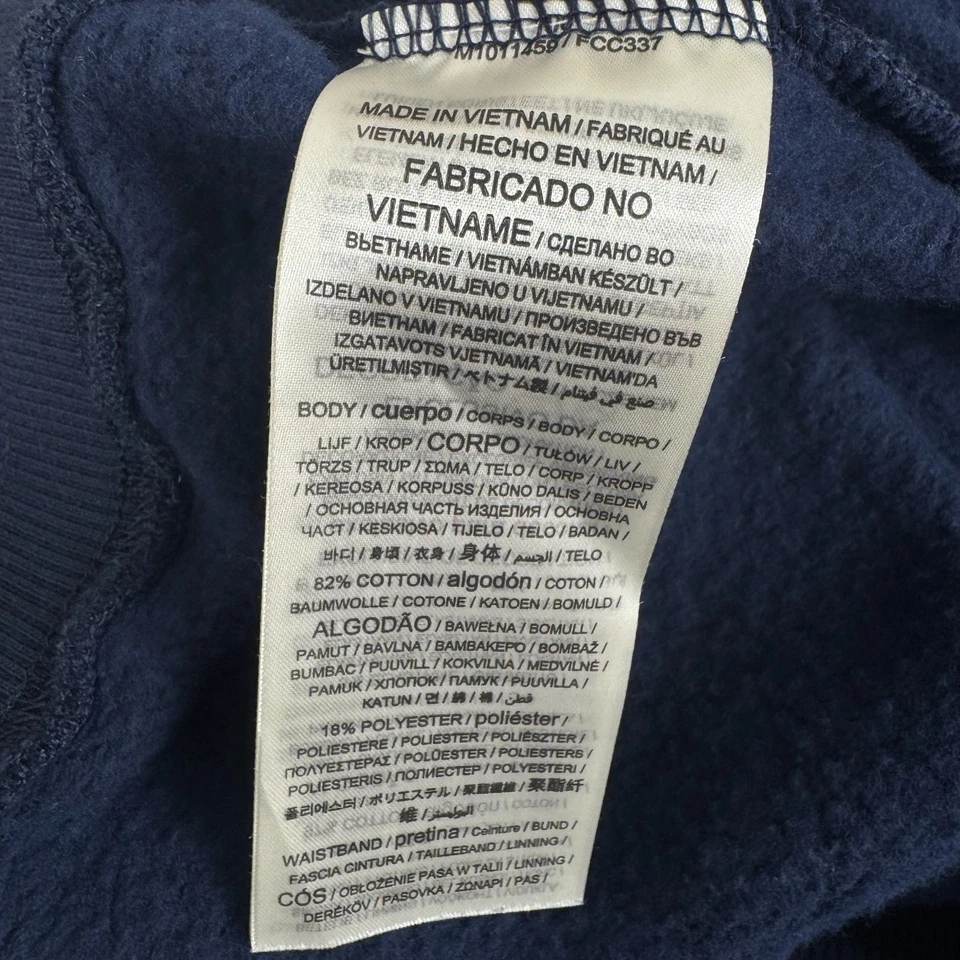 M1011459 / FCC337
MADE IN VIETNAM / FABRIQUÉ AU
VIETNAM / HECHO EN VIETNAM /
FABRICADO NO
VIETNAME / СДЕЛАНО ВО
ВЬЕТНАМЕ / VIETNÁMBAN KÉSZÜLT /
NAPRAVLJENO U VIJETNAMU /
IZDELANO V VIETNAMU / ПРОИЗВЕДЕНО ВЪВ
ВИЕТНАМ / FABRICAT ÎN VIETNAM /
IZGATAVOTS VJETNAMĀ / VIETNAM'DA
ÜRETILMIŞTIR / ベトナム製 / صنع في فيتنام
BODY / cuerpo / CORPS / BODY / CORPO /
LIJF / KROP / CORPO / TUŁÓW / LIV /
TÖRZS / TRUP / ΣΩΜΑ / TELO / CORP / KROPP
/ KEREOSA / KORPUSS / KŪNO DALIS / BEDEN
/ ОСНОВНАЯ ЧАСТЬ ИЗДЕЛИЯ / ОСНОВНА
ЧАСТ / KESKIOSA / TIJELO / TELO / BADAN /
바디 / 身頃 / 衣身 / 身体 / الجسم / TELO
82% COTTON / algodón / COTON /
BAUMWOLLE / COTONE / KATOEN / BOMULD /
ALGODÃO / BAWEŁNA / BOMULL /
PAMUT / BAVLNA / ΒΑΜΒΑΚΕΡΟ / BOMBAŽ /
BUMBAC / PUUVILL / KOKVILNA / MEDVILNĖ /
PAMUK / ХЛОПОК / ПАМУК / PUUVILLA /
KATUN / 면 / 綿 / 棉 / قطن
18% POLYESTER / poliéster /
POLIESTERE / POLIESTER / POLIÉSZTER /
ΠΟΛΥΕΣΤΕΡΑΣ / POLÜESTER / POLIESTERS /
POLIESTERIS / ПОЛИЕСТЕР / POLYESTERI /
폴리에스터 / ポリエステル / 聚酯纖維 / 聚酯纤
维 / البوليستر
WAISTBAND / pretina / Ceinture / BUND /
FASCIA CINTURA / TAILLEBAND / LINNING /
CÓS / OBŁOŻENIE PASA W TALII / LINNING /
DERÉKÖV / PASOVKA / ΖΩΝΑΡΙ / PAS /